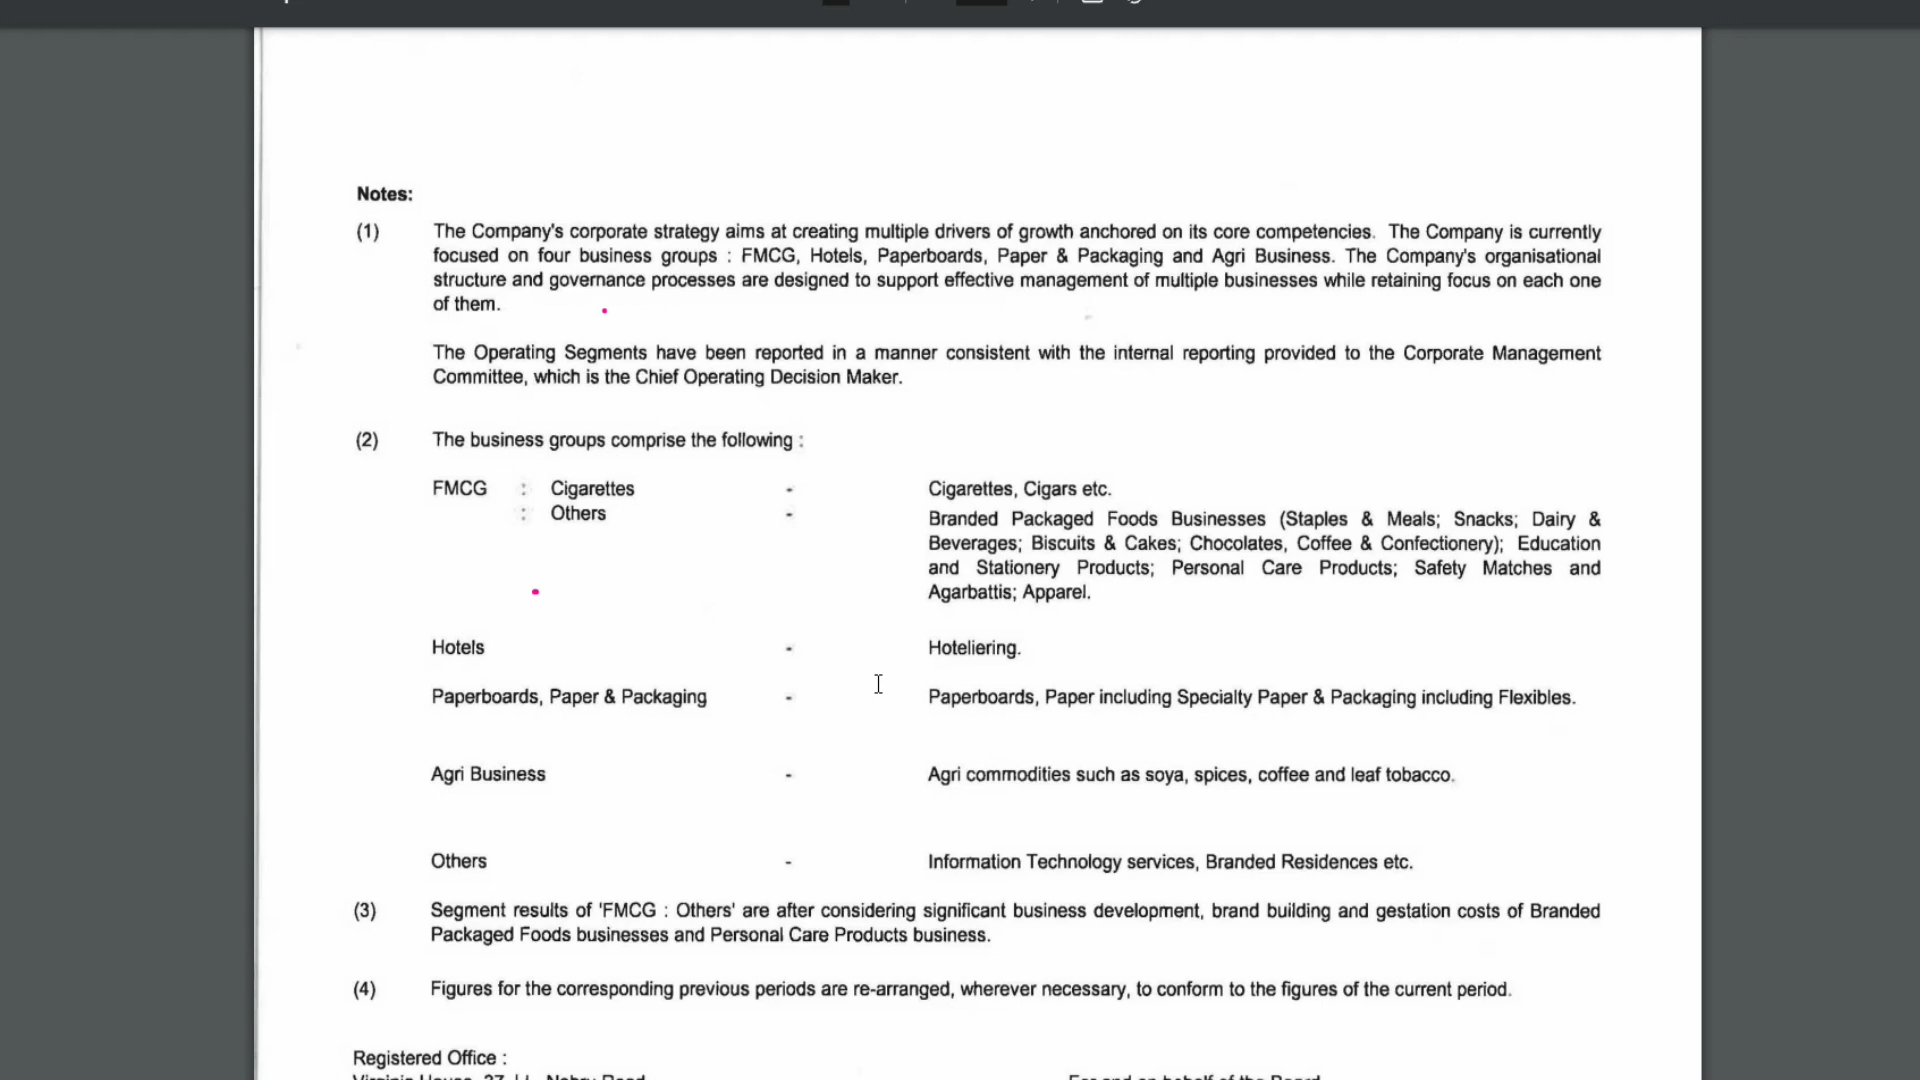 Notes:
(1) The Company's corporate strategy aims at creating multiple drivers of growth anchored on its core competencies. The Company is currently
focused on four business groups : FMCG, Hotels, Paperboards, Paper & Packaging and Agri Business. The Company's organisational
structure and governance processes are designed to support effective management of multiple businesses while retaining focus on each one
of them.
The Operating Segments have been reported in a manner consistent with the internal reporting provided to the Corporate Management
Committee, which is the Chief Operating Decision Maker.
(2) The business groups comprise the following :
FMCG : Cigarettes - Cigarettes, Cigars etc.
: Others - Branded Packaged Foods Businesses (Staples & Meals; Snacks; Dairy &
Beverages; Biscuits & Cakes; Chocolates, Coffee & Confectionery); Education
and Stationery Products; Personal Care Products; Safety Matches and
Agarbattis; Apparel.
Hotels - Hoteliering.
Paperboards, Paper & Packaging - Paperboards, Paper including Specialty Paper & Packaging including Flexibles.
Agri Business - Agri commodities such as soya, spices, coffee and leaf tobacco.
Others - Information Technology services, Branded Residences etc.
(3) Segment results of 'FMCG : Others' are after considering significant business development, brand building and gestation costs of Branded
Packaged Foods businesses and Personal Care Products business.
(4) Figures for the corresponding previous periods are re-arranged, wherever necessary, to conform to the figures of the current period.
Registered Office :
For and on behalf of the Board